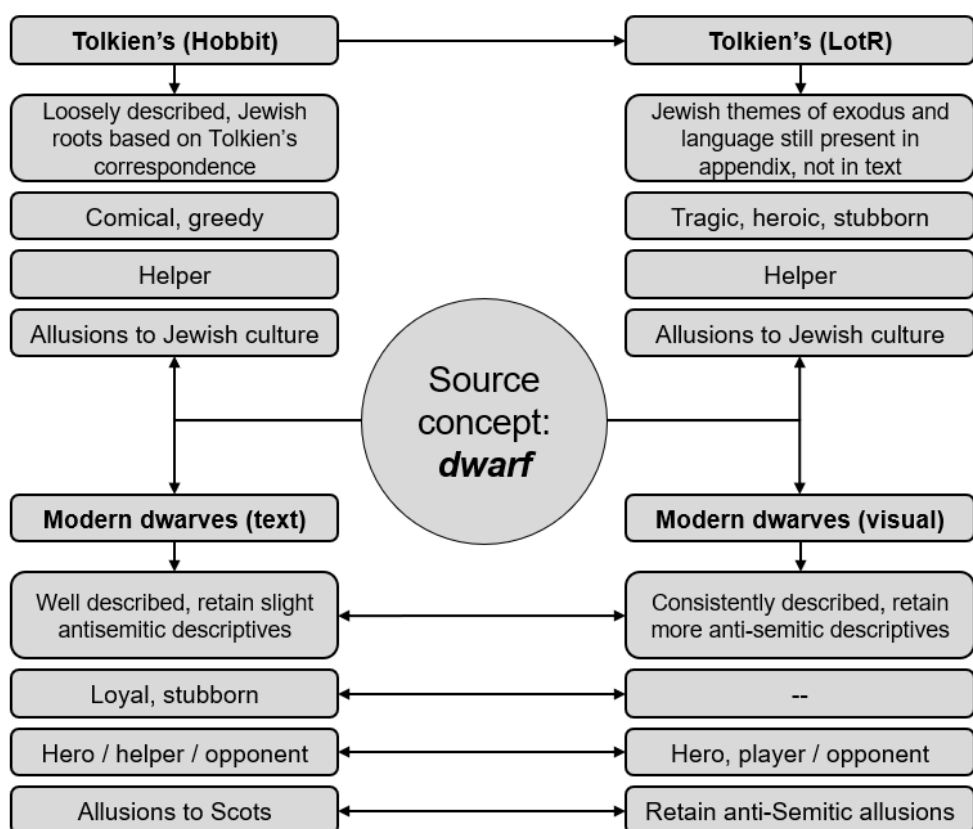 Tolkien's (Hobbit)
Tolkien's (LotR)
Loosely described, Jewish
roots based on Tolkien's
correspondence
Jewish themes of exodus and
language still present in
appendix, not in text
Comical, greedy
Tragic, heroic, stubborn
Helper
Helper
Allusions to Jewish culture
Allusions to Jewish culture
Source
concept:
dwarf
Modern dwarves (text)
Modern dwarves (visual)
Well described, retain slight
antisemitic descriptives
Consistently described, retain
more anti-semitic descriptives
Loyal, stubborn
--
Hero / helper / opponent
Hero, player / opponent
Allusions to Scots
Retain anti-Semitic allusions